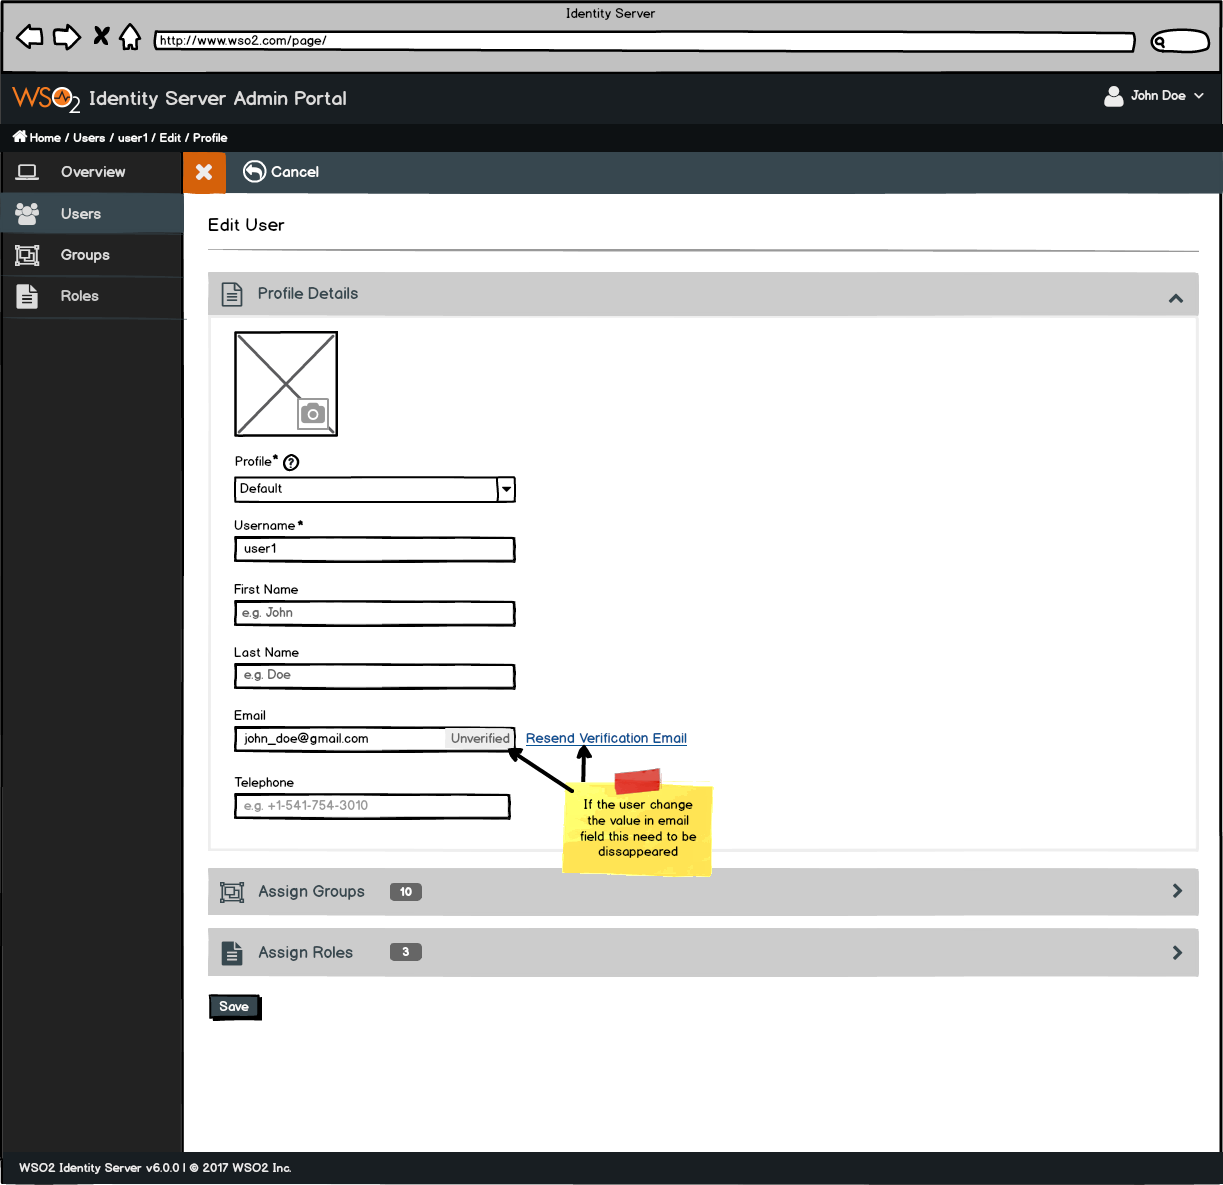 Identity Server
http://www.wso2.com/page/
WSO2 Identity Server Admin Portal
John Doe
Home / Users / user1 / Edit / Profile
Overview
Cancel
Users
Groups
Roles
Edit User
Profile Details
Profile* ?
Default
Username *
user1
First Name
e.g. John
Last Name
e.g. Doe
Email
john_doe@gmail.com Unverified Resend Verification Email
Telephone
e.g. +1-541-754-3010
If the user change
the value in email
field this need to be
dissappeared
Assign Groups 10
Assign Roles 3
Save
WSO2 Identity Server v6.0.0 | © 2017 WSO2 Inc.